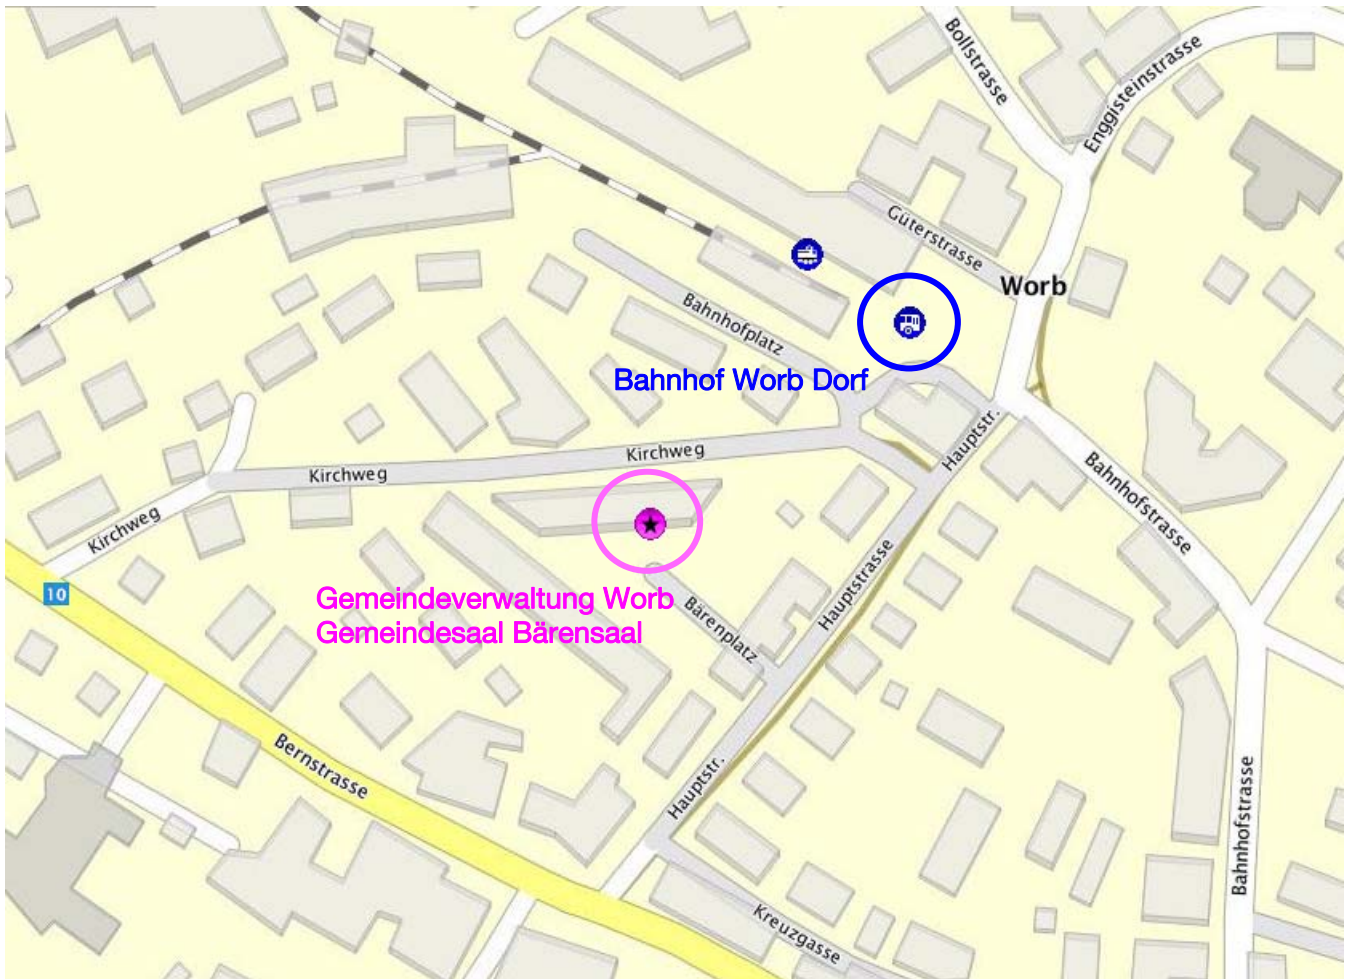 Bollstrasse
Enggisteinstrasse
Güterstrasse
Worb
Bahnhofplatz
Bahnhof Worb Dorf
Hauptstr.
Kirchweg
Kirchweg
Kirchweg
Bahnhofstrasse
10
Gemeindeverwaltung Worb
Gemeindesaal Bärensaal
Bärenplatz
Hauptstrasse
Bernstrasse
Hauptstr.
Bahnhofstrasse
Kreuzgasse